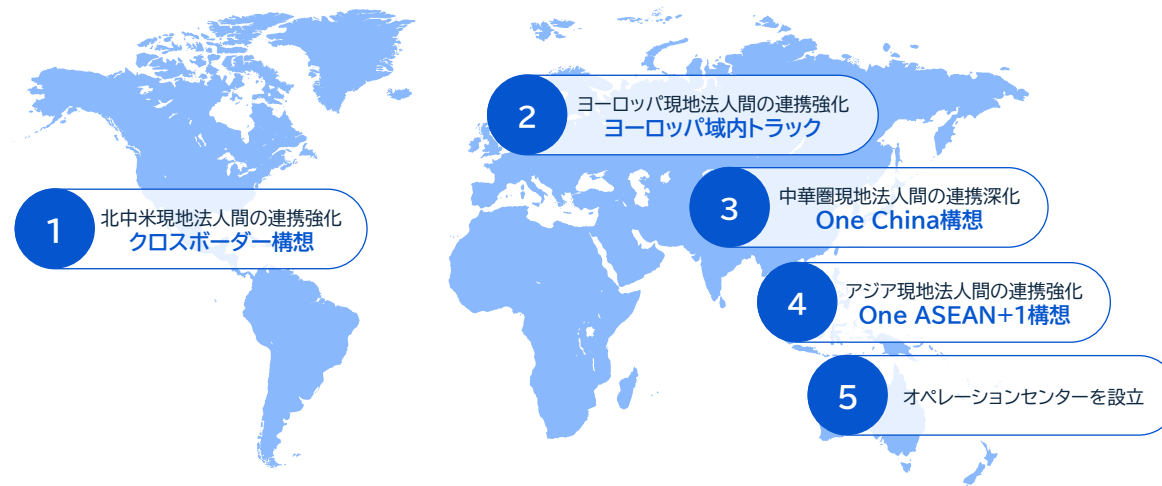 1
北中米現地法人間の連携強化
クロスボーダー構想
2
ヨーロッパ現地法人間の連携強化
ヨーロッパ域内トラック
3
中華圏現地法人間の連携深化
One China構想
4
アジア現地法人間の連携強化
One ASEAN+1構想
5
オペレーションセンターを設立